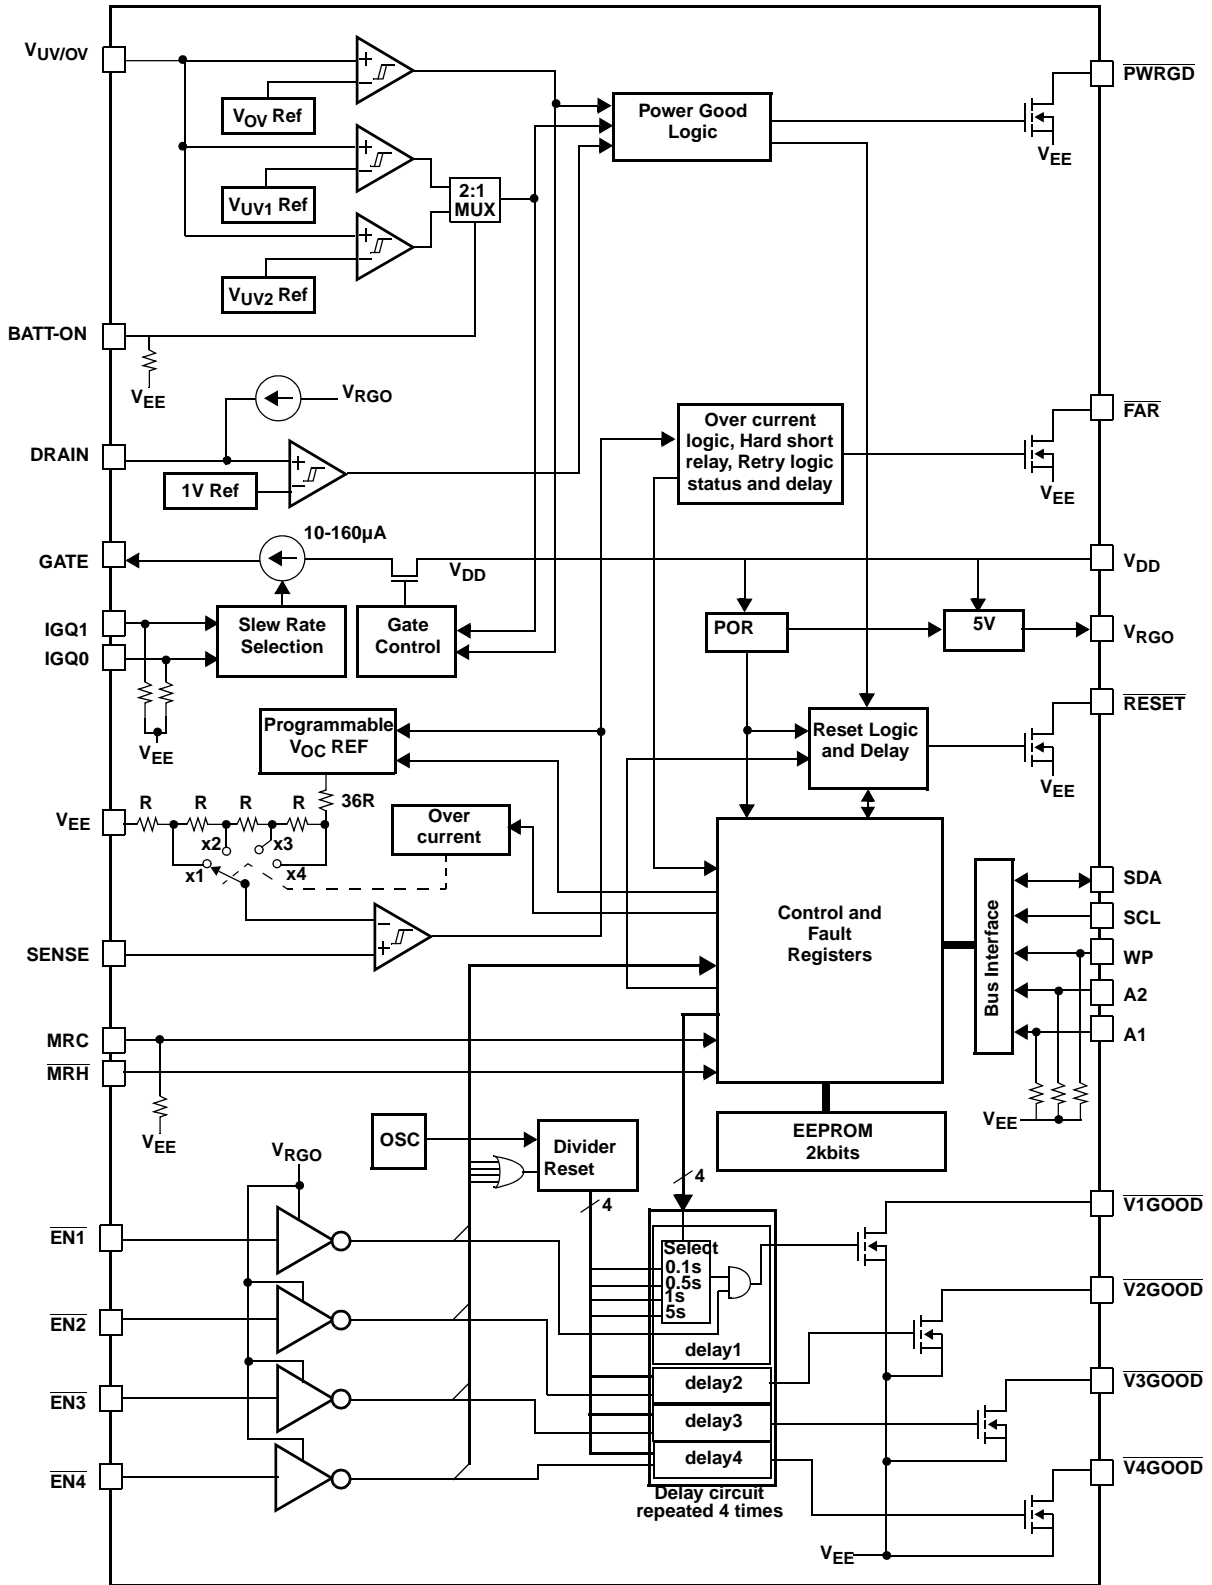 VUV/OV
VOV Ref
VUV1 Ref
VUV2 Ref
2:1
MUX
Power Good
Logic
PWRGD
VEE
BATT-ON
VEE
VRGO
DRAIN
1V Ref
Over current
logic, Hard short
relay, Retry logic
status and delay
FAR
VEE
GATE
10-160µA
VDD
VDD
IGQ1
IGQ0
Slew Rate
Selection
Gate
Control
POR
5V
VRGO
VEE
Programmable
VOC REF
Reset Logic
and Delay
RESET
VEE
36R
VEE
R
R
R
R
x1
x2
x3
x4
Over
current
SENSE
Control and
Fault
Registers
Bus Interface
SDA
SCL
WP
A2
A1
VEE
MRC
MRH
VEE
EEPROM
2kbits
OSC
Divider
Reset
4
4
VRGO
EN1
EN2
EN3
EN4
Select
0.1s
0.5s
1s
5s
delay1
delay2
delay3
delay4
Delay circuit
repeated 4 times
V1GOOD
V2GOOD
V3GOOD
V4GOOD
VEE